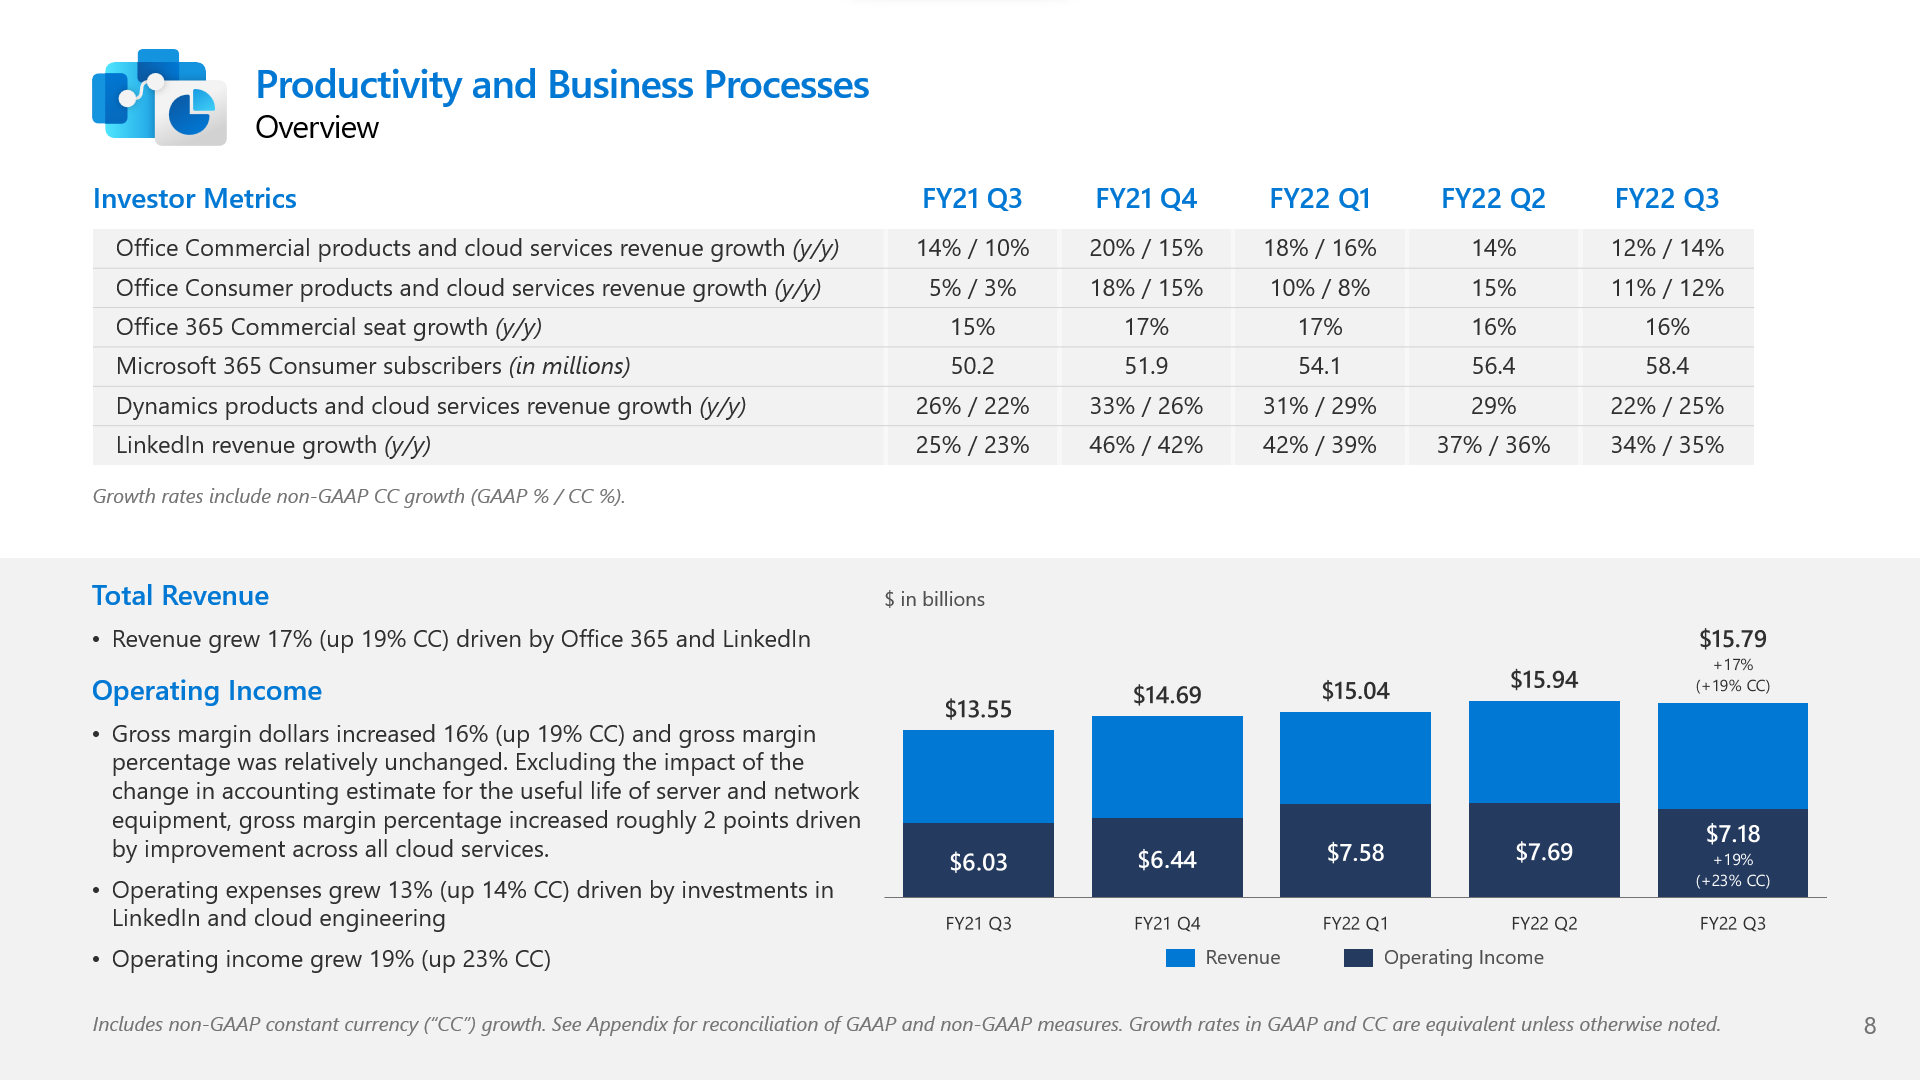 Productivity and Business Processes
Overview
Investor Metrics FY21 Q3 FY21 Q4 FY22 Q1 FY22 Q2 FY22 Q3
Office Commercial products and cloud services revenue growth (y/y) 14% / 10% 20% / 15% 18% / 16% 14% 12% / 14%
Office Consumer products and cloud services revenue growth (y/y) 5% / 3% 18% / 15% 10% / 8% 15% 11% / 12%
Office 365 Commercial seat growth (y/y) 15% 17% 17% 16% 16%
Microsoft 365 Consumer subscribers (in millions) 50.2 51.9 54.1 56.4 58.4
Dynamics products and cloud services revenue growth (y/y) 26% / 22% 33% / 26% 31% / 29% 29% 22% / 25%
LinkedIn revenue growth (y/y) 25% / 23% 46% / 42% 42% / 39% 37% / 36% 34% / 35%
Growth rates include non-GAAP CC growth (GAAP % / CC %).
Total Revenue
• Revenue grew 17% (up 19% CC) driven by Office 365 and LinkedIn
Operating Income
• Gross margin dollars increased 16% (up 19% CC) and gross margin
percentage was relatively unchanged. Excluding the impact of the
change in accounting estimate for the useful life of server and network
equipment, gross margin percentage increased roughly 2 points driven
by improvement across all cloud services.
• Operating expenses grew 13% (up 14% CC) driven by investments in
LinkedIn and cloud engineering
• Operating income grew 19% (up 23% CC)
$ in billions
$13.55 $14.69 $15.04 $15.94 $15.79
+17%
(+19% CC)
$6.03 $6.44 $7.58 $7.69 $7.18
+19%
(+23% CC)
FY21 Q3 FY21 Q4 FY22 Q1 FY22 Q2 FY22 Q3
Revenue Operating Income
Includes non-GAAP constant currency (“CC”) growth. See Appendix for reconciliation of GAAP and non-GAAP measures. Growth rates in GAAP and CC are equivalent unless otherwise noted.
8